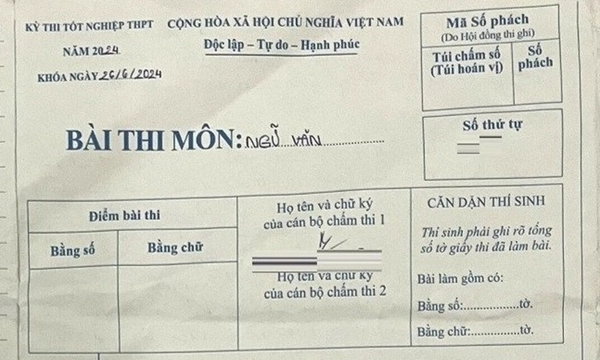 KỲ THI TỐT NGHIỆP THPT
NĂM 2024
KHÓA NGÀY 26/6/2024
CỘNG HÒA XÃ HỘI CHỦ NGHĨA VIỆT NAM
Độc lập – Tự do – Hạnh phúc
Mã Số phách
(Do Hội đồng thi ghi)
Túi chấm số
(Túi hoán vị)
Số
phách
BÀI THI MÔN: NGỮ VĂN
Số thứ tự
Điểm bài thi
Bằng số
Bằng chữ
Họ tên và chữ ký
của cán bộ chấm thi 1
Họ tên và chữ ký
của cán bộ chấm thi 2
CĂN DẶN THÍ SINH
Thí sinh phải ghi rõ tổng
số tờ giấy thi đã làm bài.
Bài làm gồm có:
Bằng số:..................tờ.
Bằng chữ:...............tờ.